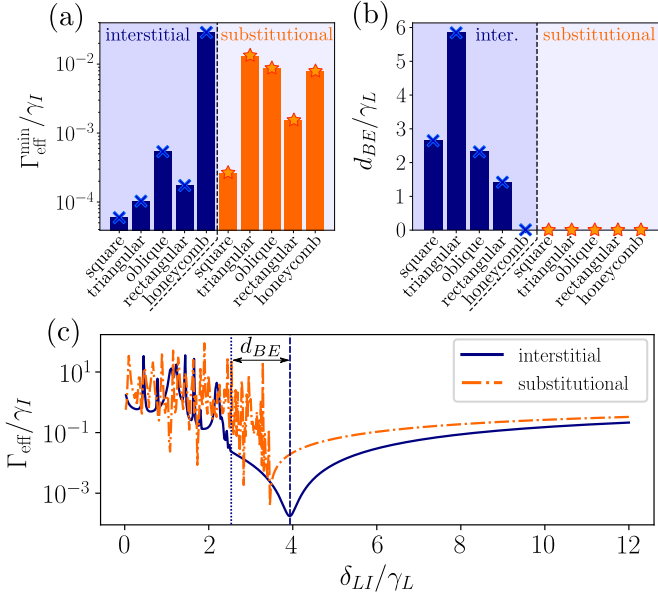 (a)
interstitial substitutional
Γ_eff^min/γ_I
10⁻²
10⁻³
10⁻⁴
square
triangular
oblique
rectangular
honeycomb
square
triangular
oblique
rectangular
honeycomb
(b)
inter. substitutional
d_BE/γ_L
6
5
4
3
2
1
0
square
triangular
oblique
rectangular
honeycomb
square
triangular
oblique
rectangular
honeycomb
(c)
d_BE
interstitial
substitutional
Γ_eff/γ_I
10¹
10⁻¹
10⁻³
0 2 4 6 8 10 12
δ_LI/γ_L